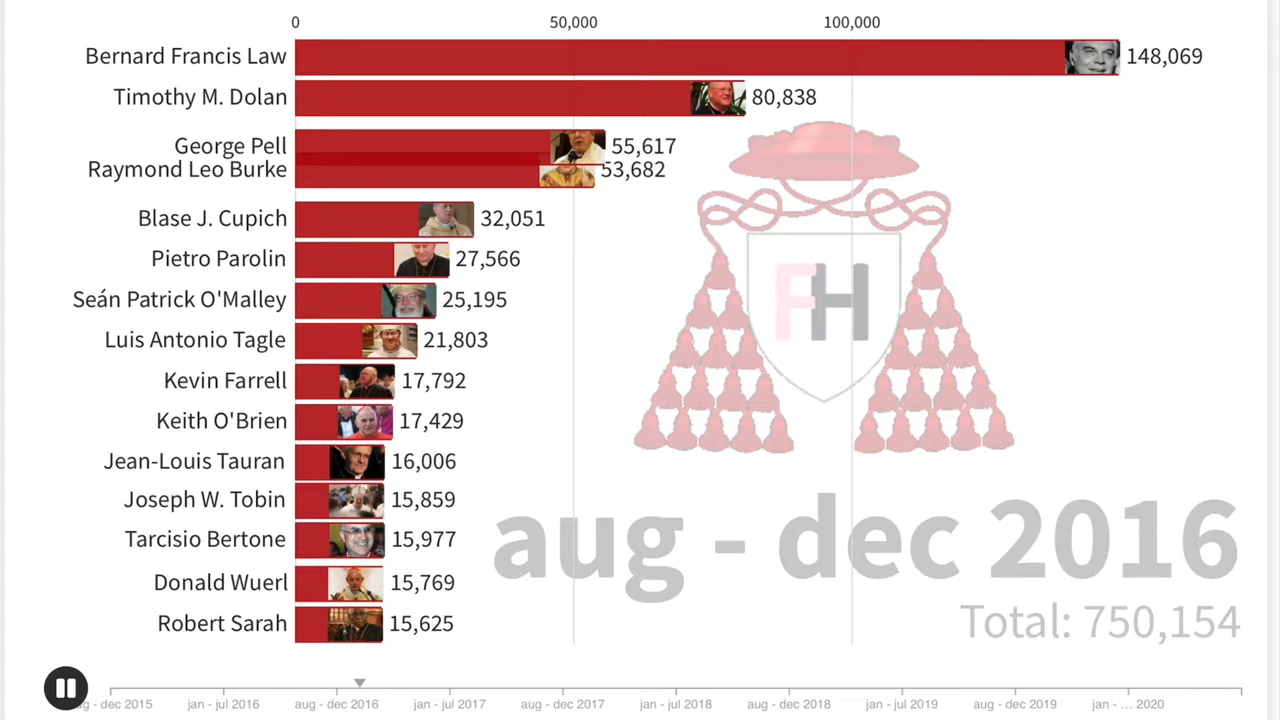 0 50,000 100,000
Bernard Francis Law 148,069
Timothy M. Dolan 80,838
George Pell 55,617
Raymond Leo Burke 53,682
Blase J. Cupich 32,051
Pietro Parolin 27,566
Seán Patrick O'Malley 25,195
Luis Antonio Tagle 21,803
Kevin Farrell 17,792
Keith O'Brien 17,429
Jean-Louis Tauran 16,006
Joseph W. Tobin 15,859
Tarcisio Bertone 15,977
Donald Wuerl 15,769
Robert Sarah 15,625
FH
aug - dec 2016
Total: 750,154
g - dec 2015 jan - jul 2016 aug - dec 2016 jan - jul 2017 aug - dec 2017 jan - jul 2018 aug - dec 2018 jan - jul 2019 aug - dec 2019 jan - ... 2020